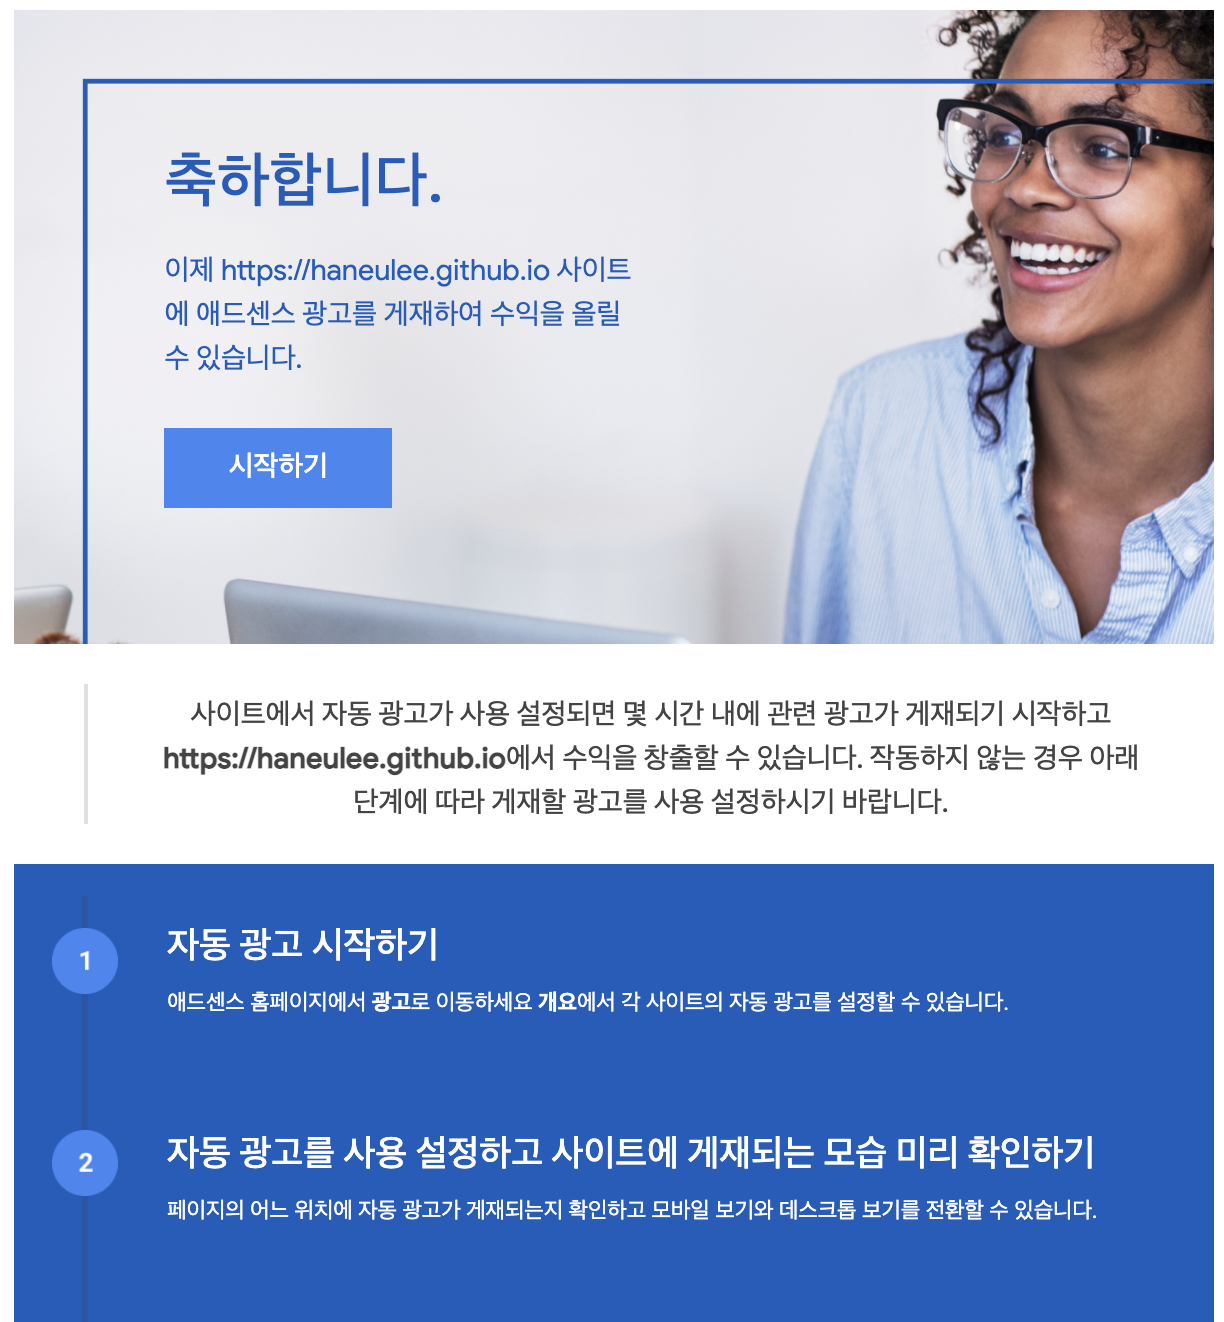 축하합니다.
이제 https://haneulee.github.io 사이트
에 애드센스 광고를 게재하여 수익을 올릴
수 있습니다.
시작하기
사이트에서 자동 광고가 사용 설정되면 몇 시간 내에 관련 광고가 게재되기 시작하고
https://haneulee.github.io에서 수익을 창출할 수 있습니다. 작동하지 않는 경우 아래
단계에 따라 게재할 광고를 사용 설정하시기 바랍니다.
1
자동 광고 시작하기
애드센스 홈페이지에서 광고로 이동하세요 개요에서 각 사이트의 자동 광고를 설정할 수 있습니다.
2
자동 광고를 사용 설정하고 사이트에 게재되는 모습 미리 확인하기
페이지의 어느 위치에 자동 광고가 게재되는지 확인하고 모바일 보기와 데스크톱 보기를 전환할 수 있습니다.